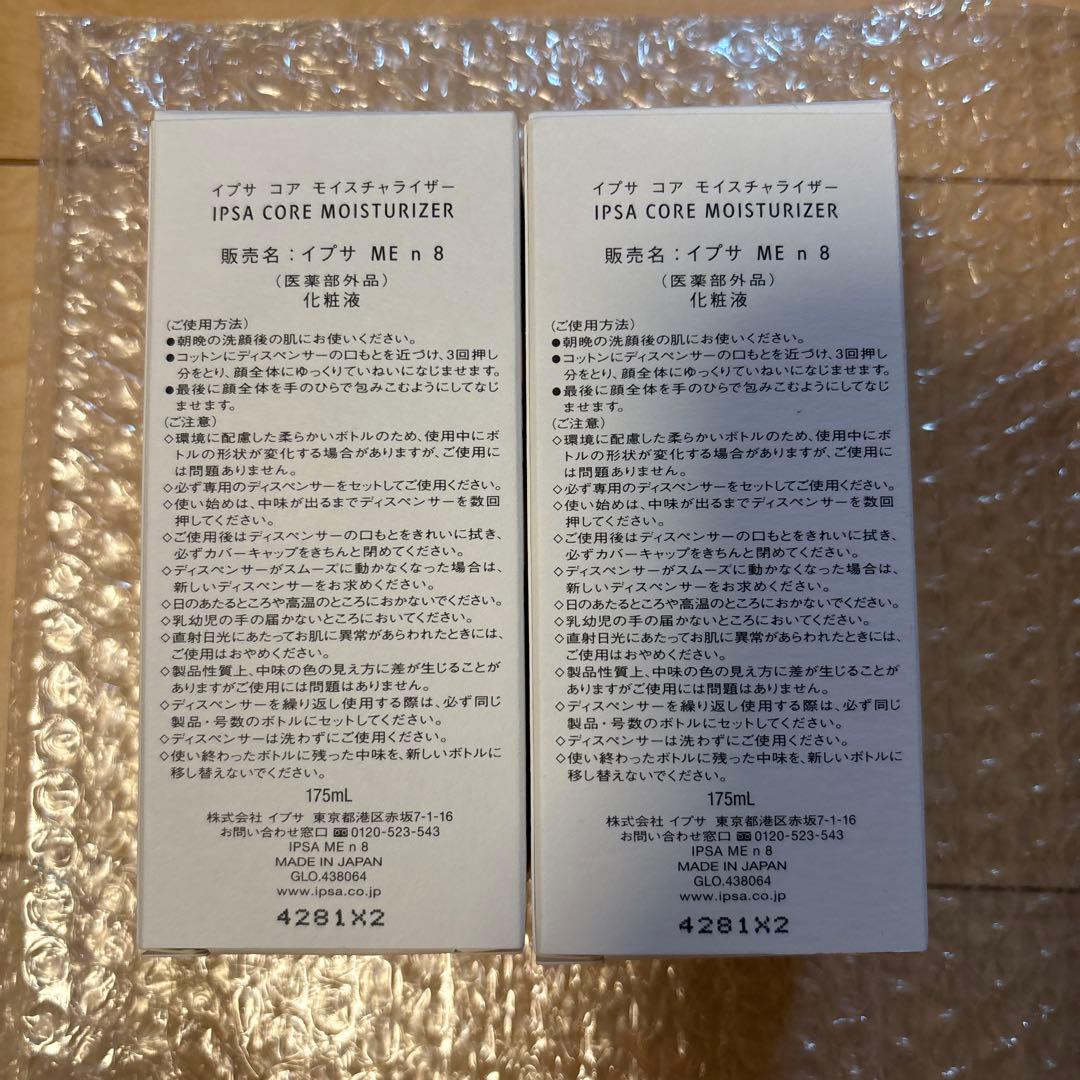 イプサ コア モイスチャライザー
IPSA CORE MOISTURIZER
販売名：イプサ ME n 8
（医薬部外品）
化粧液
（ご使用方法）
●朝晩の洗顔後の肌にお使いください。
●コットンにディスペンサーの口もとを近づけ、3回押し
分をとり、顔全体にゆっくりていねいになじませます。
●最後に顔全体を手のひらで包みこむようにしてなじ
ませます。
（ご注意）
◇環境に配慮した柔らかいボトルのため、使用中にボ
トルの形状が変化する場合がありますが、ご使用に
は問題ありません。
◇必ず専用のディスペンサーをセットしてご使用ください。
◇使い始めは、中味が出るまでディスペンサーを数回
押してください。
◇ご使用後はディスペンサーの口もとをきれいに拭き、
必ずカバーキャップをきちんと閉めてください。
◇ディスペンサーがスムーズに動かなくなった場合は、
新しいディスペンサーをお求めください。
◇日のあたるところや高温のところにおかないでください。
◇乳幼児の手の届かないところにおいてください。
◇直射日光にあたってお肌に異常があらわれたときには、
ご使用はおやめください。
◇製品性質上、中味の色の見え方に差が生じることが
ありますがご使用には問題はありません。
◇ディスペンサーを繰り返し使用する際は、必ず同じ
製品・号数のボトルにセットしてください。
◇ディスペンサーは洗わずにご使用ください。
◇使い終わったボトルに残った中味を、新しいボトルに
移し替えないでください。
175mL
株式会社 イプサ 東京都港区赤坂7-1-16
お問い合わせ窓口 0120-523-543
IPSA ME n 8
MADE IN JAPAN
GLO.438064
www.ipsa.co.jp
4281X2
イプサ コア モイスチャライザー
IPSA CORE MOISTURIZER
販売名：イプサ ME n 8
（医薬部外品）
化粧液
（ご使用方法）
●朝晩の洗顔後の肌にお使いください。
●コットンにディスペンサーの口もとを近づけ、3回押し
分をとり、顔全体にゆっくりていねいになじませます。
●最後に顔全体を手のひらで包みこむようにしてなじ
ませます。
（ご注意）
◇環境に配慮した柔らかいボトルのため、使用中にボ
トルの形状が変化する場合がありますが、ご使用に
は問題ありません。
◇必ず専用のディスペンサーをセットしてご使用ください。
◇使い始めは、中味が出るまでディスペンサーを数回
押してください。
◇ご使用後はディスペンサーの口もとをきれいに拭き、
必ずカバーキャップをきちんと閉めてください。
◇ディスペンサーがスムーズに動かなくなった場合は、
新しいディスペンサーをお求めください。
◇日のあたるところや高温のところにおかないでください。
◇乳幼児の手の届かないところにおいてください。
◇直射日光にあたってお肌に異常があらわれたときには、
ご使用はおやめください。
◇製品性質上、中味の色の見え方に差が生じることが
ありますがご使用には問題はありません。
◇ディスペンサーを繰り返し使用する際は、必ず同じ
製品・号数のボトルにセットしてください。
◇ディスペンサーは洗わずにご使用ください。
◇使い終わったボトルに残った中味を、新しいボトルに
移し替えないでください。
175mL
株式会社 イプサ 東京都港区赤坂7-1-16
お問い合わせ窓口 0120-523-543
IPSA ME n 8
MADE IN JAPAN
GLO.438064
www.ipsa.co.jp
4281X2